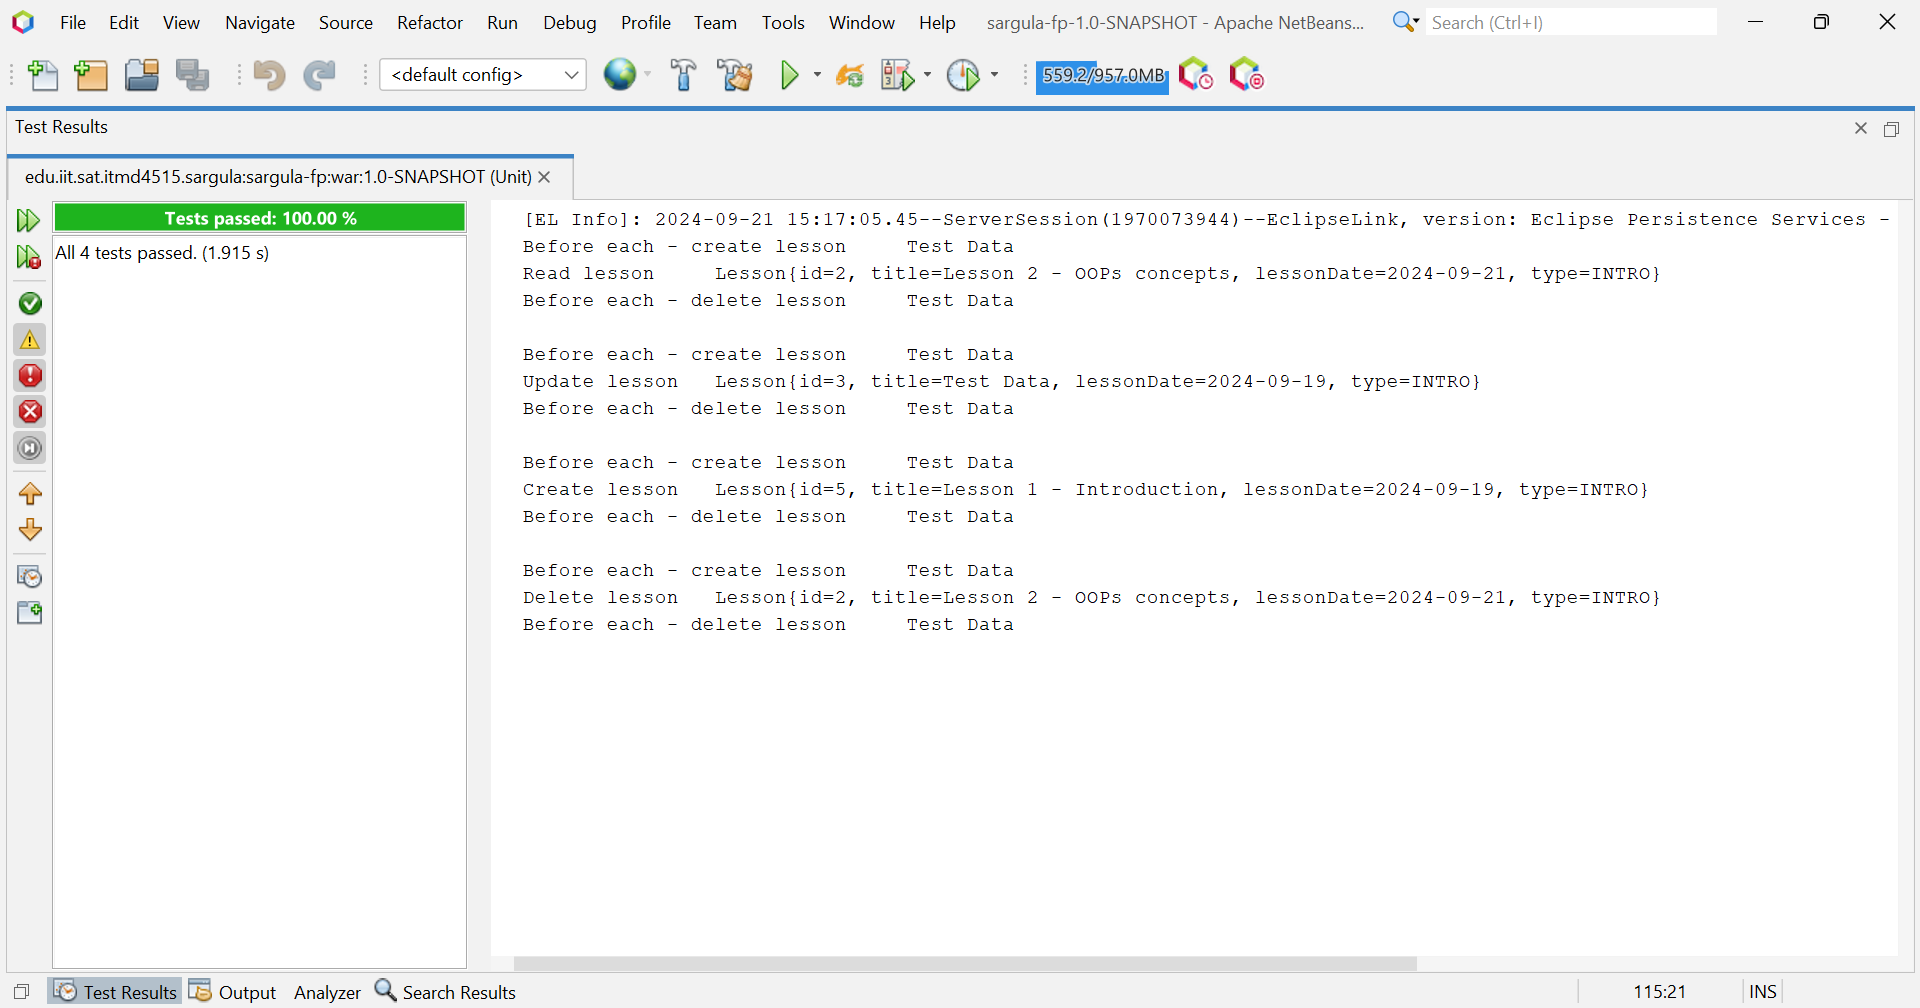 File Edit View Navigate Source Refactor Run Debug Profile Team Tools Window Help sargula-fp-1.0-SNAPSHOT - Apache NetBeans... Search (Ctrl+I)
<default config> 559.2/957.0MB
Test Results
edu.iit.sat.itmd4515.sargula:sargula-fp:war:1.0-SNAPSHOT (Unit)
Tests passed: 100.00 %
All 4 tests passed. (1.915 s)
[EL Info]: 2024-09-21 15:17:05.45--ServerSession(1970073944)--EclipseLink, version: Eclipse Persistence Services -
Before each - create lesson Test Data
Read lesson Lesson{id=2, title=Lesson 2 - OOPs concepts, lessonDate=2024-09-21, type=INTRO}
Before each - delete lesson Test Data
Before each - create lesson Test Data
Update lesson Lesson{id=3, title=Test Data, lessonDate=2024-09-19, type=INTRO}
Before each - delete lesson Test Data
Before each - create lesson Test Data
Create lesson Lesson{id=5, title=Lesson 1 - Introduction, lessonDate=2024-09-19, type=INTRO}
Before each - delete lesson Test Data
Before each - create lesson Test Data
Delete lesson Lesson{id=2, title=Lesson 2 - OOPs concepts, lessonDate=2024-09-21, type=INTRO}
Before each - delete lesson Test Data
Test Results Output Analyzer Search Results 115:21 INS